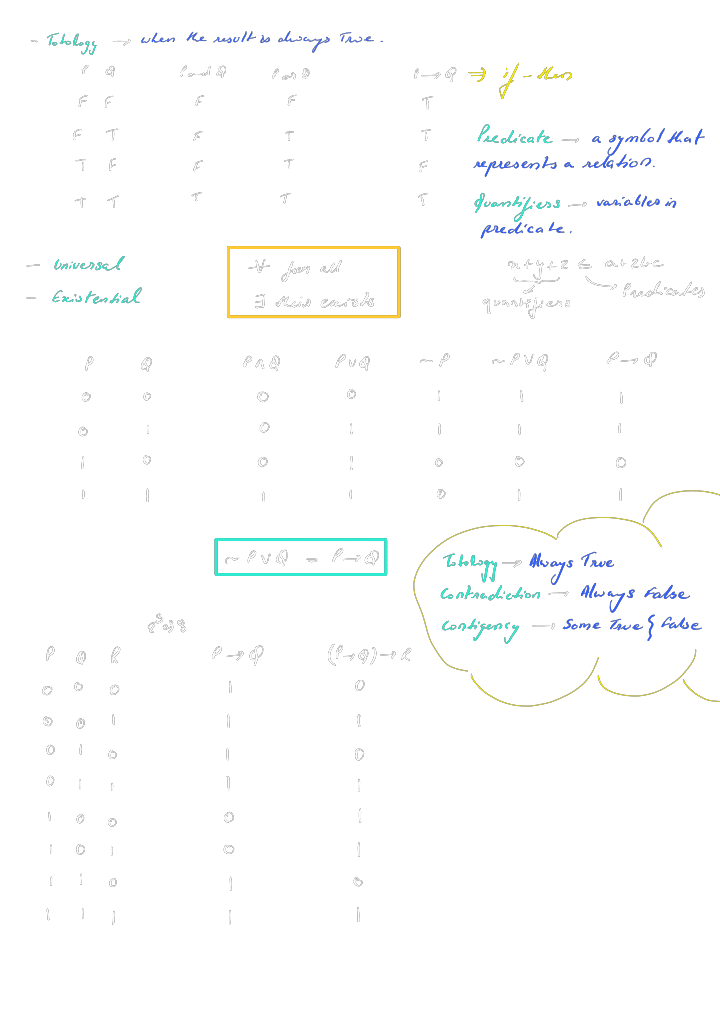 - Totology → when the result is always True.
P Q P and Q P or Q P → Q ⇒ if - then
F F F F T
F T F T T
T F F T F
T T T T T
Predicate → a symbol that
represents a relation.
Quantifiers → variables in
predicate.
- Universal
- Existential
∀ for all
∃ there exists
x+y+z ≤ a+2bc
quantifiers
Predicates
P Q P∧Q P∨Q ~P ~P∨Q P→Q
0 0 0 0 1 1 1
0 1 0 1 1 1 1
1 0 0 1 0 0 0
1 1 1 1 0 1 1
~P∨Q = P→Q
Totology → Always True
Contradiction → Always False
Contigency → Some True { False
2³ = 8
P Q R P → Q (P→Q) → R
0 0 0 1 0
0 0 1 1 1
0 1 0 1 0
0 1 1 1 1
1 0 0 0 1
1 0 1 0 1
1 1 0 1 0
1 1 1 1 1